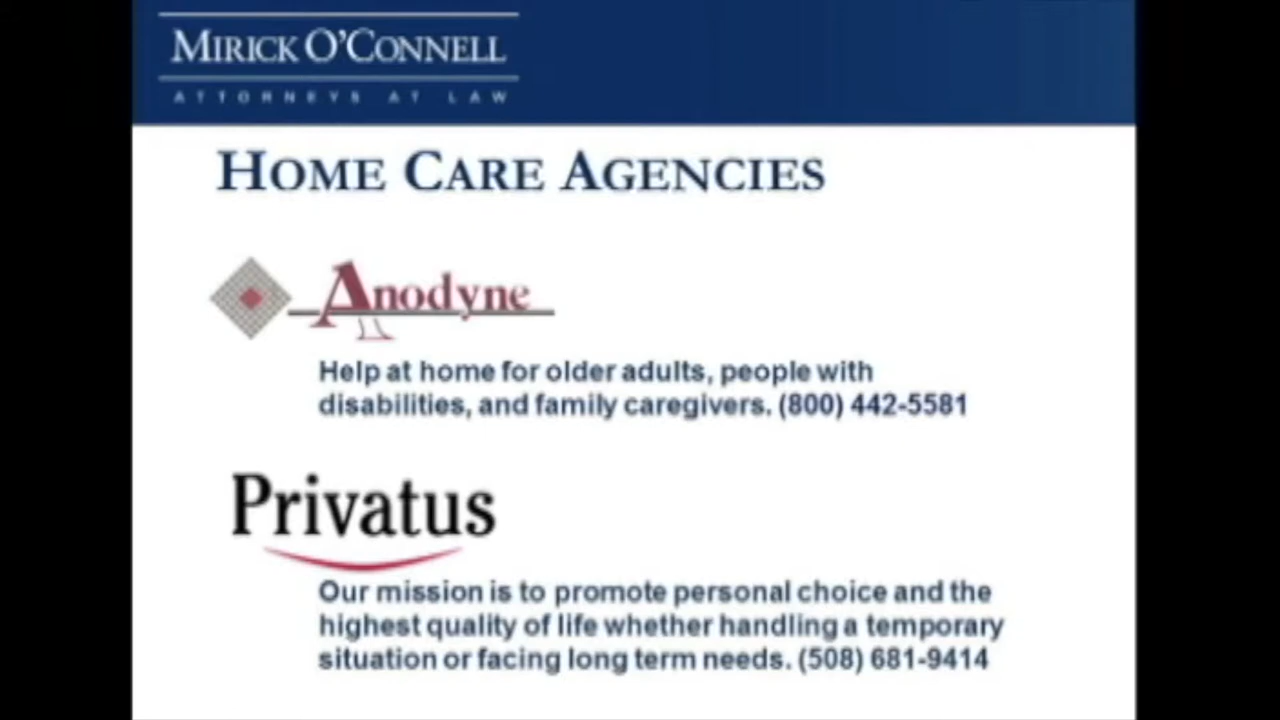 MIRICK O'CONNELL
ATTORNEYS AT LAW
HOME CARE AGENCIES
Anodyne
Help at home for older adults, people with
disabilities, and family caregivers. (800) 442-5581
Privatus
Our mission is to promote personal choice and the
highest quality of life whether handling a temporary
situation or facing long term needs. (508) 681-9414